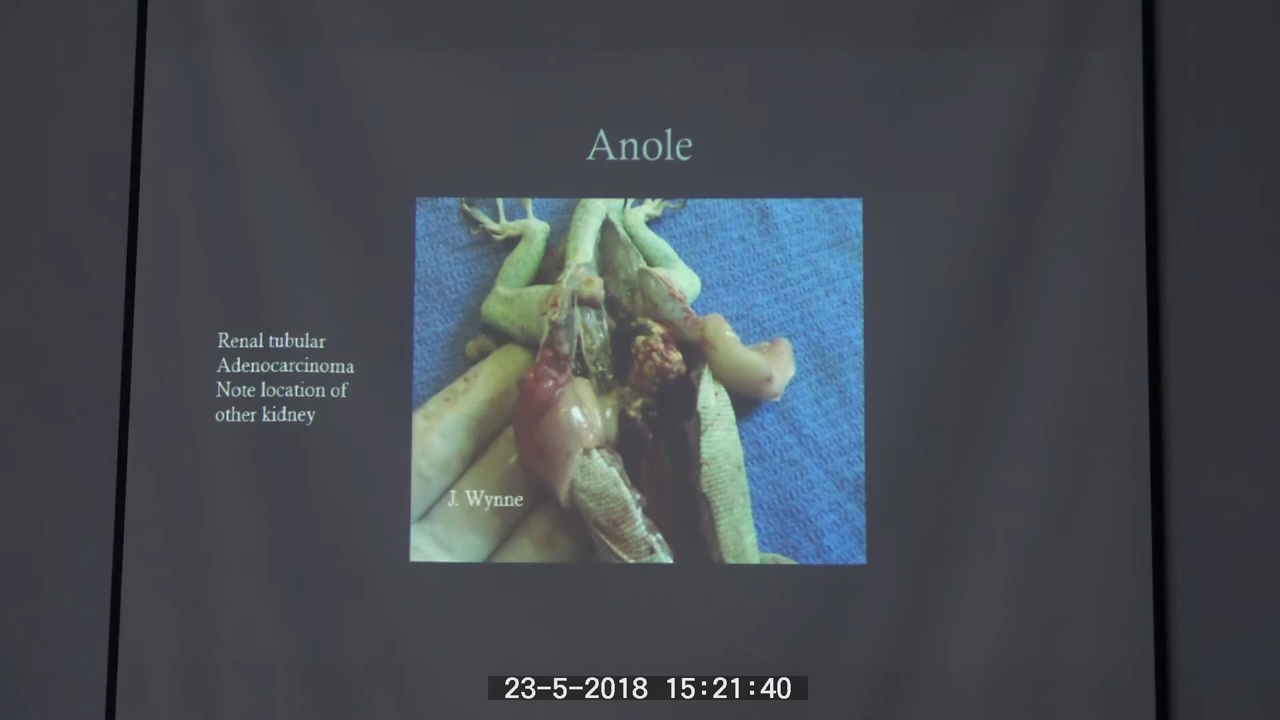 Anole
Renal tubular
Adenocarcinoma
Note location of
other kidney
J. Wynne
23-5-2018 15:21:40